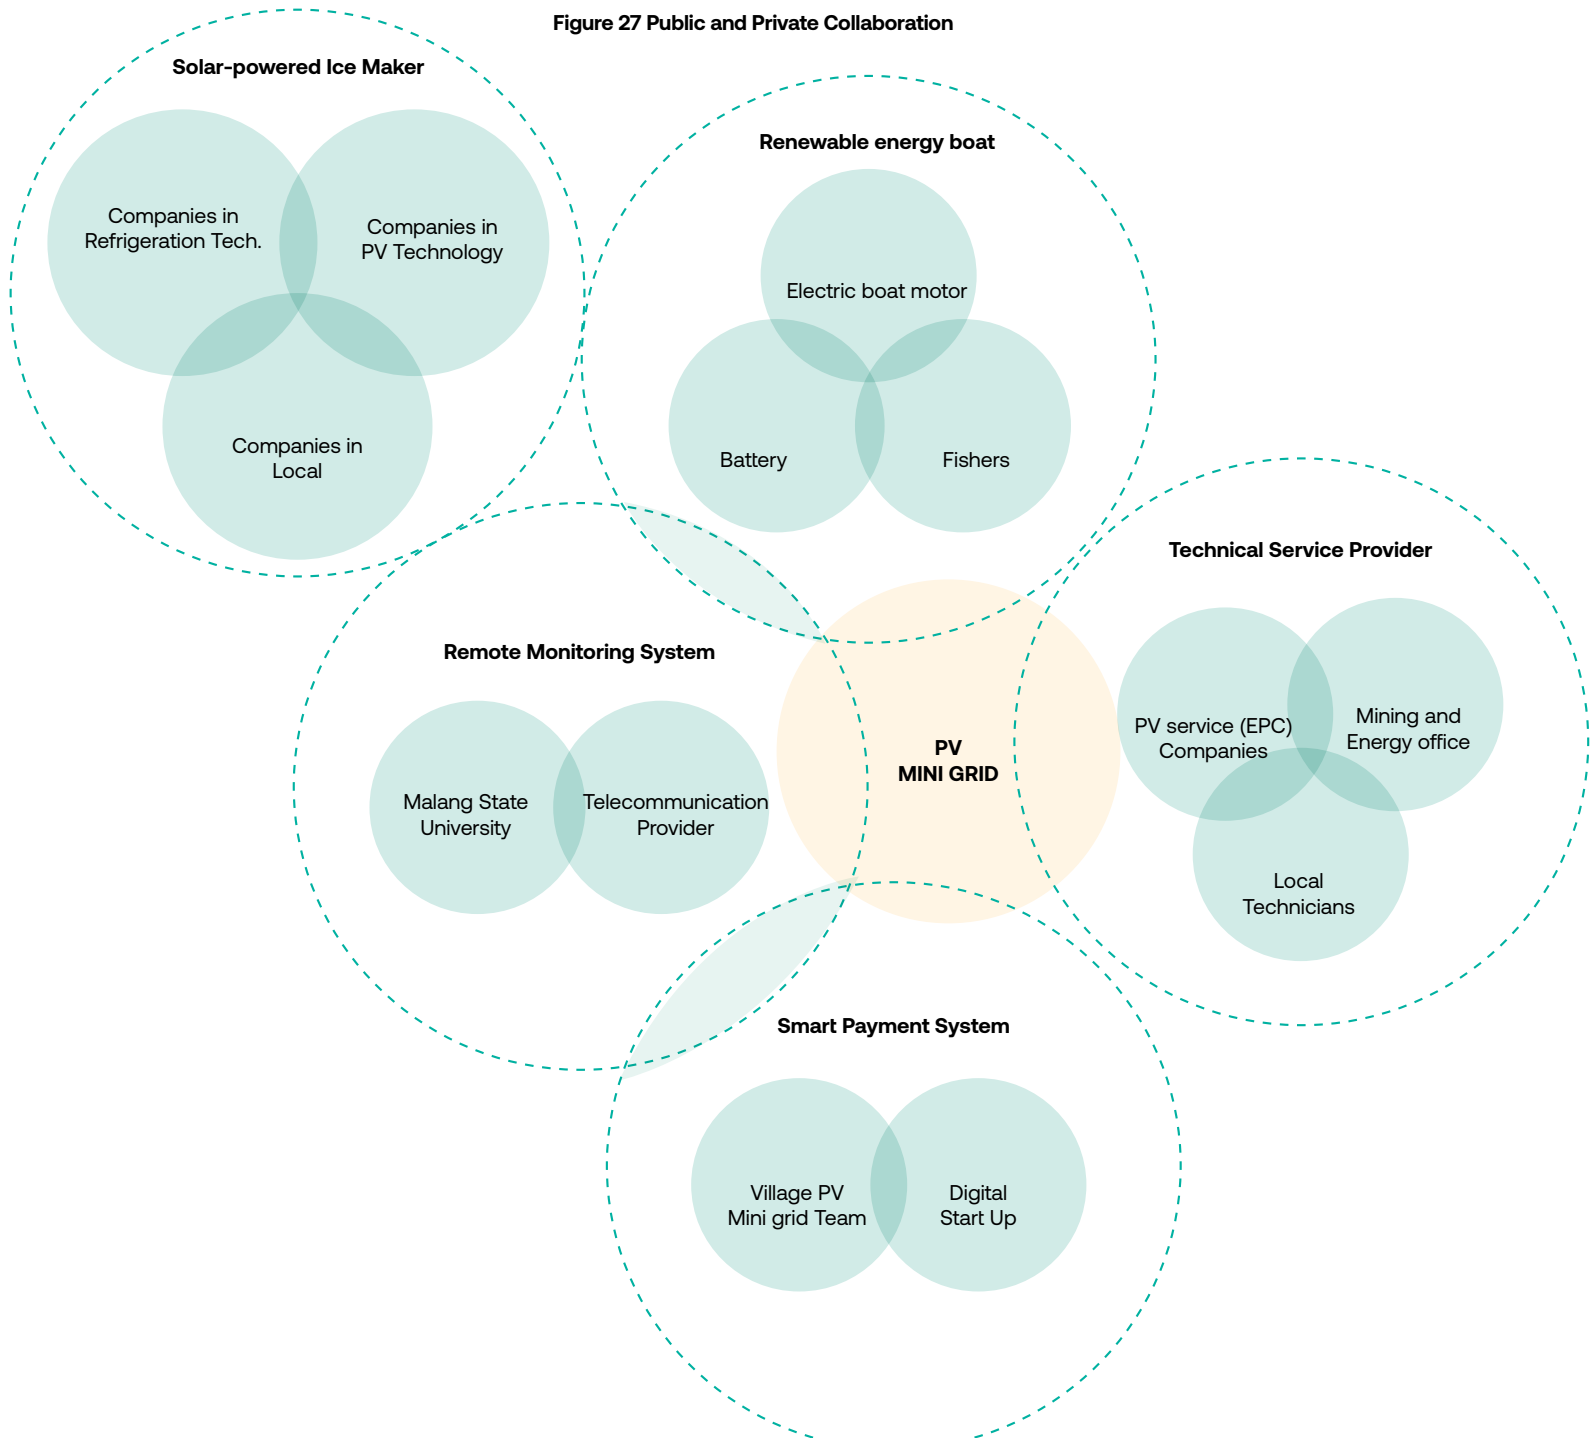 Figure 27 Public and Private Collaboration
Solar-powered Ice Maker
Companies in
Refrigeration Tech.
Companies in
PV Technology
Companies in
Local
Renewable energy boat
Electric boat motor
Battery
Fishers
Technical Service Provider
PV service (EPC)
Companies
Mining and
Energy office
Local
Technicians
Remote Monitoring System
Malang State
University
Telecommunication
Provider
PV
MINI GRID
Smart Payment System
Village PV
Mini grid Team
Digital
Start Up